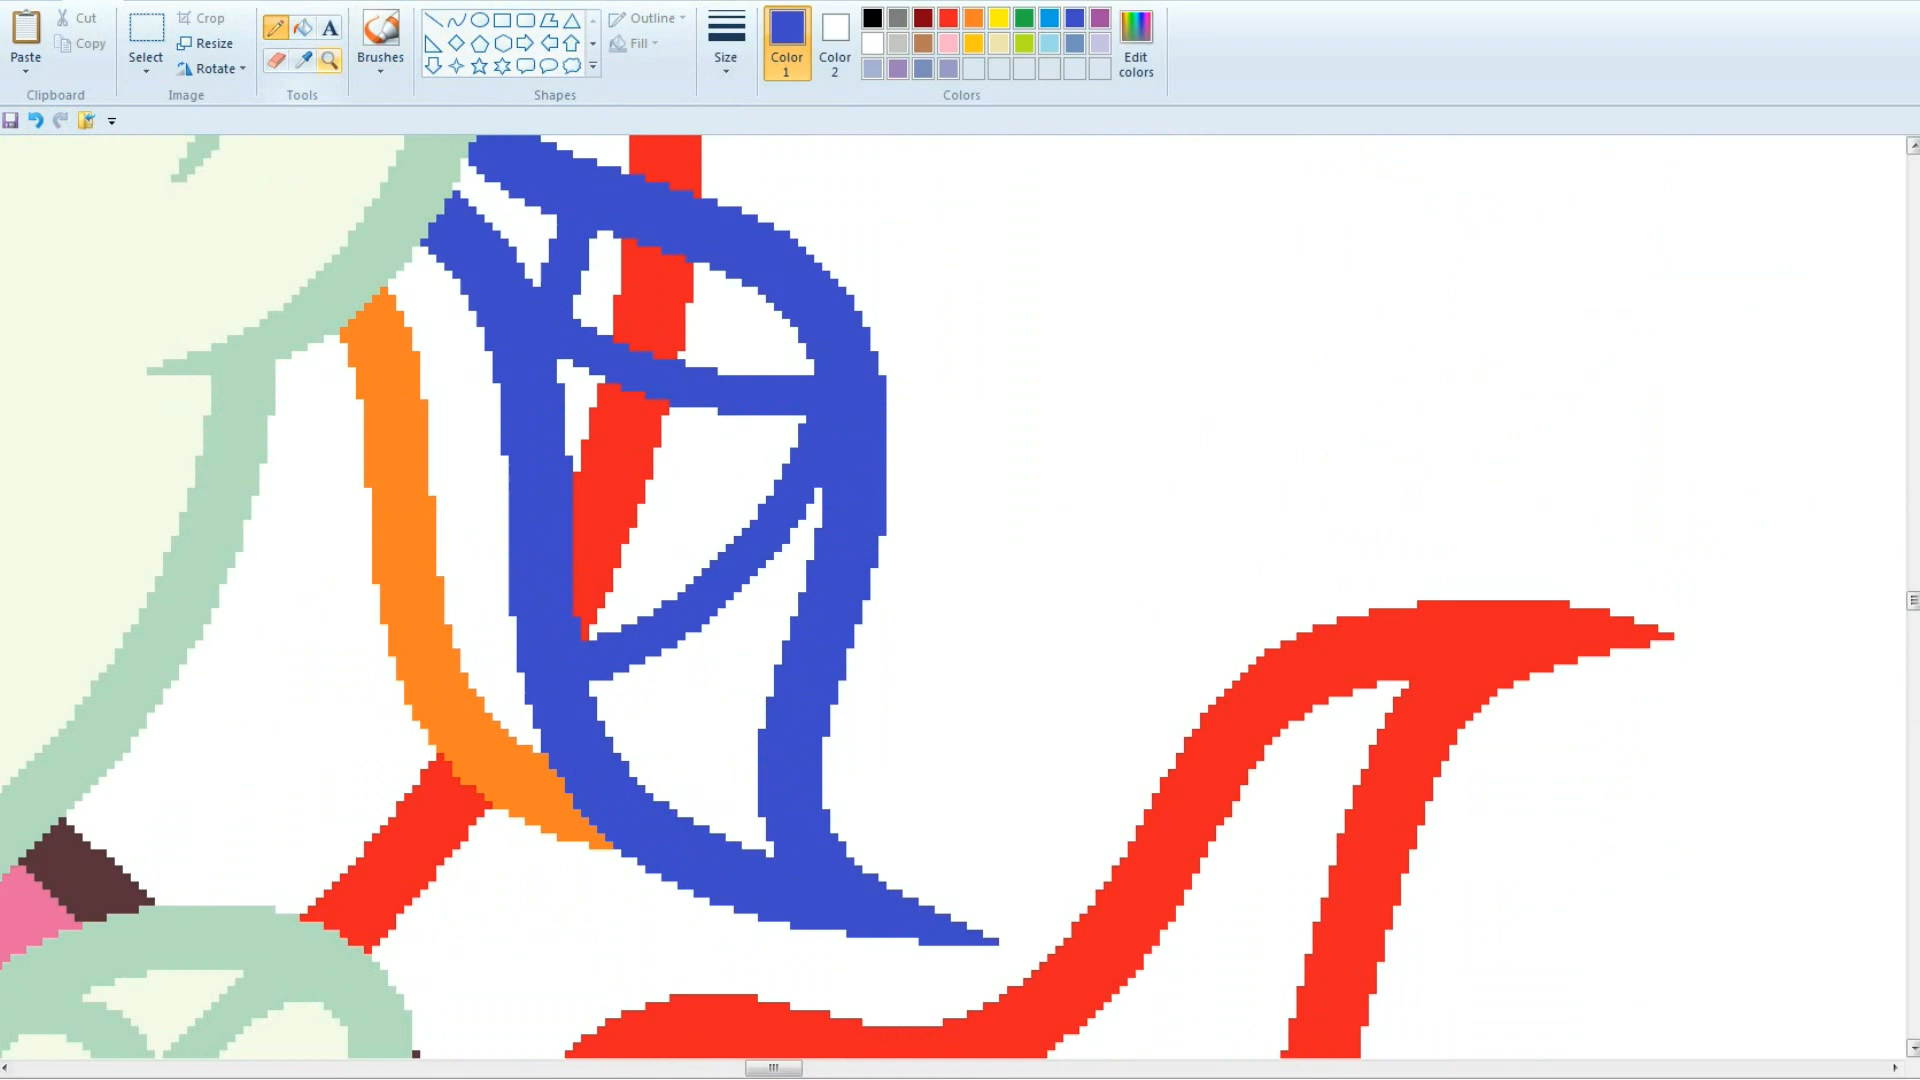 Paste
Cut
Copy
Clipboard
Select
Crop
Resize
Rotate
Image
A
Tools
Brushes
Outline
Fill
Shapes
Size
Color
1
Color
2
Edit
colors
Colors